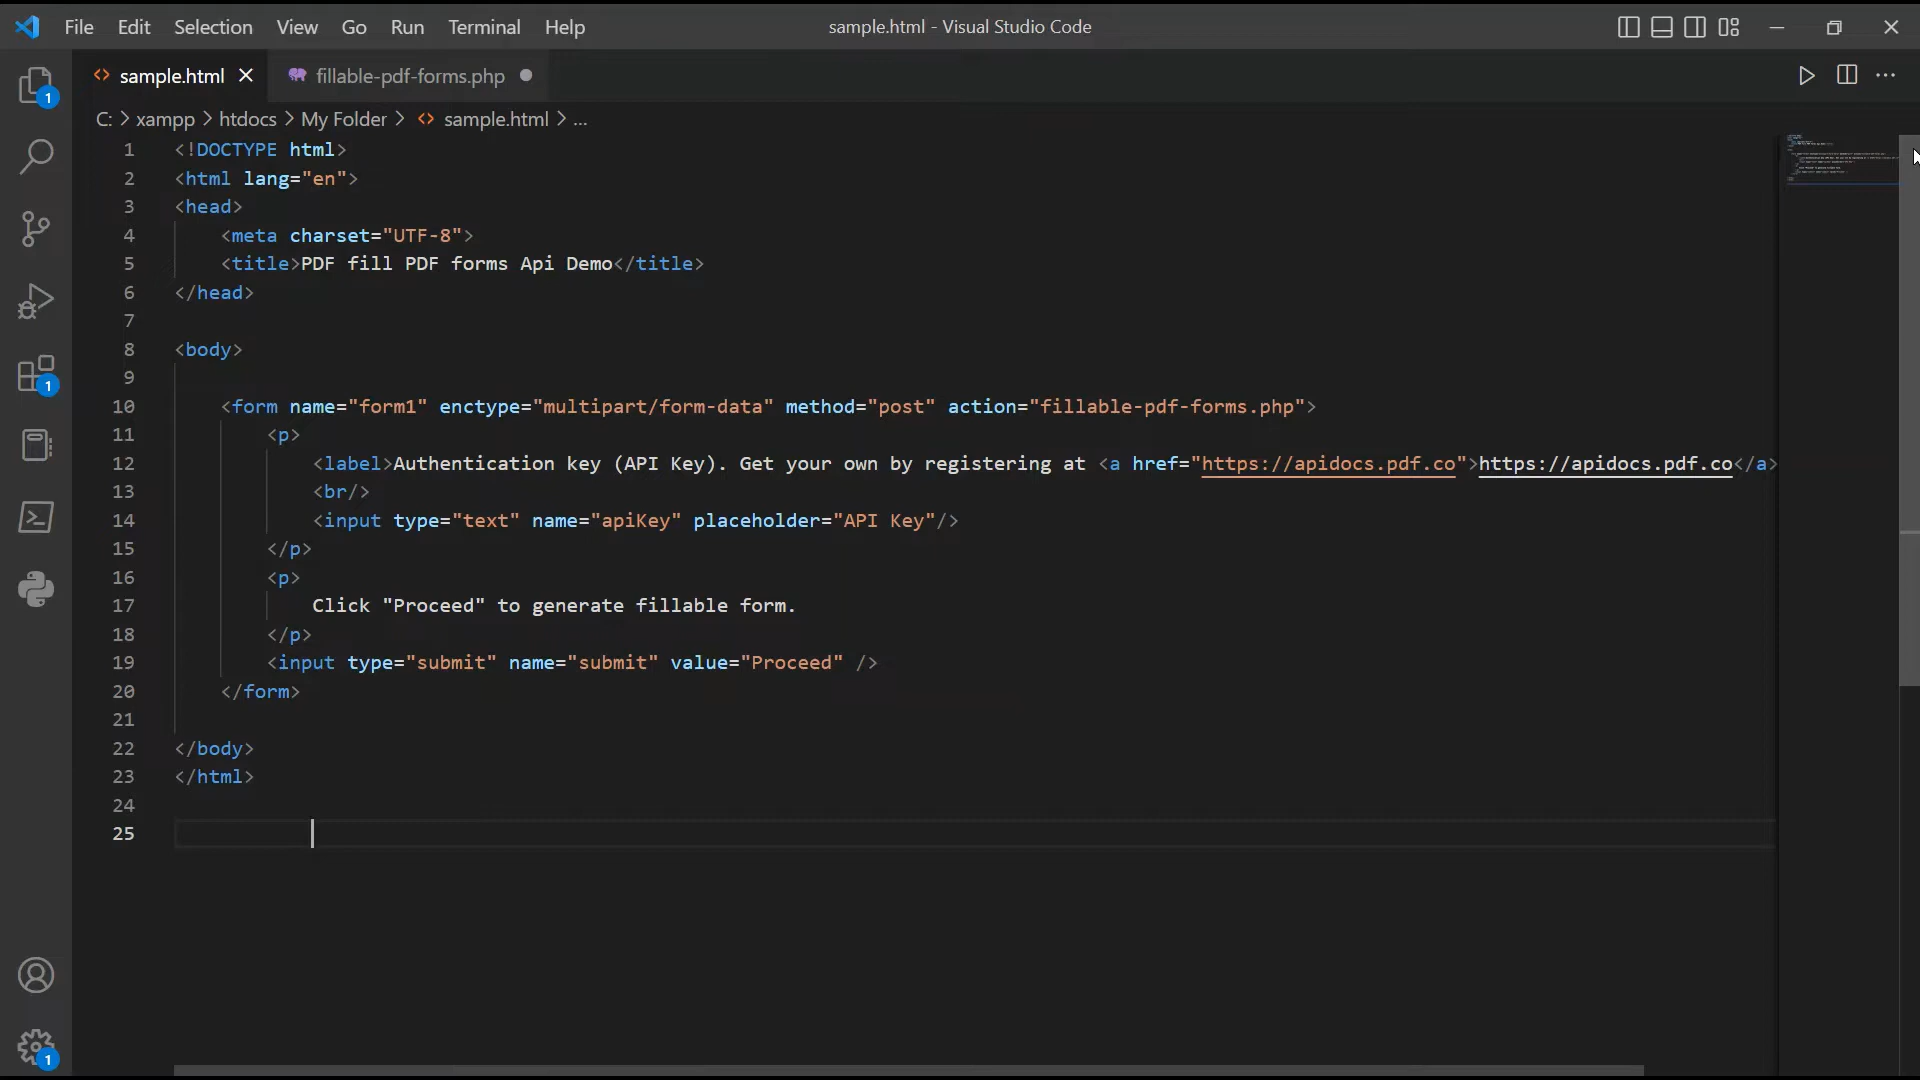 File Edit Selection View Go Run Terminal Help sample.html - Visual Studio Code
sample.html fillable-pdf-forms.php
C: > xampp > htdocs > My Folder > <> sample.html > ...
1 <!DOCTYPE html>
2 <html lang="en">
3 <head>
4 <meta charset="UTF-8">
5 <title>PDF fill PDF forms Api Demo</title>
6 </head>
7
8 <body>
9
10 <form name="form1" enctype="multipart/form-data" method="post" action="fillable-pdf-forms.php">
11 <p>
12 <label>Authentication key (API Key). Get your own by registering at <a href="https://apidocs.pdf.co">https://apidocs.pdf.co</a>
13 <br/>
14 <input type="text" name="apiKey" placeholder="API Key"/>
15 </p>
16 <p>
17 Click "Proceed" to generate fillable form.
18 </p>
19 <input type="submit" name="submit" value="Proceed" />
20 </form>
21
22 </body>
23 </html>
24
25
1
1
1